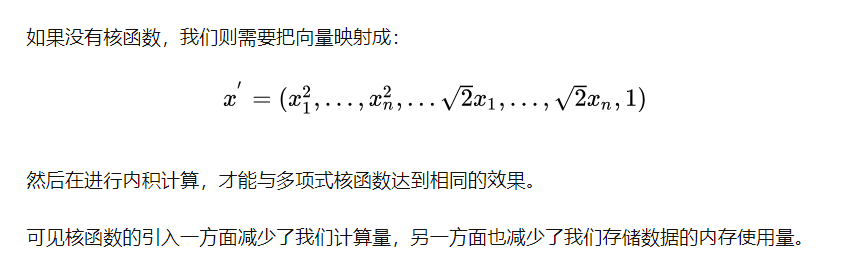 如果没有核函数，我们则需要把向量映射成：
x′ = (x₁², . . . , xₙ², . . . √2x₁, . . . , √2xₙ, 1)
然后在进行内积计算，才能与多项式核函数达到相同的效果。
可见核函数的引入一方面减少了我们计算量，另一方面也减少了我们存储数据的内存使用量。